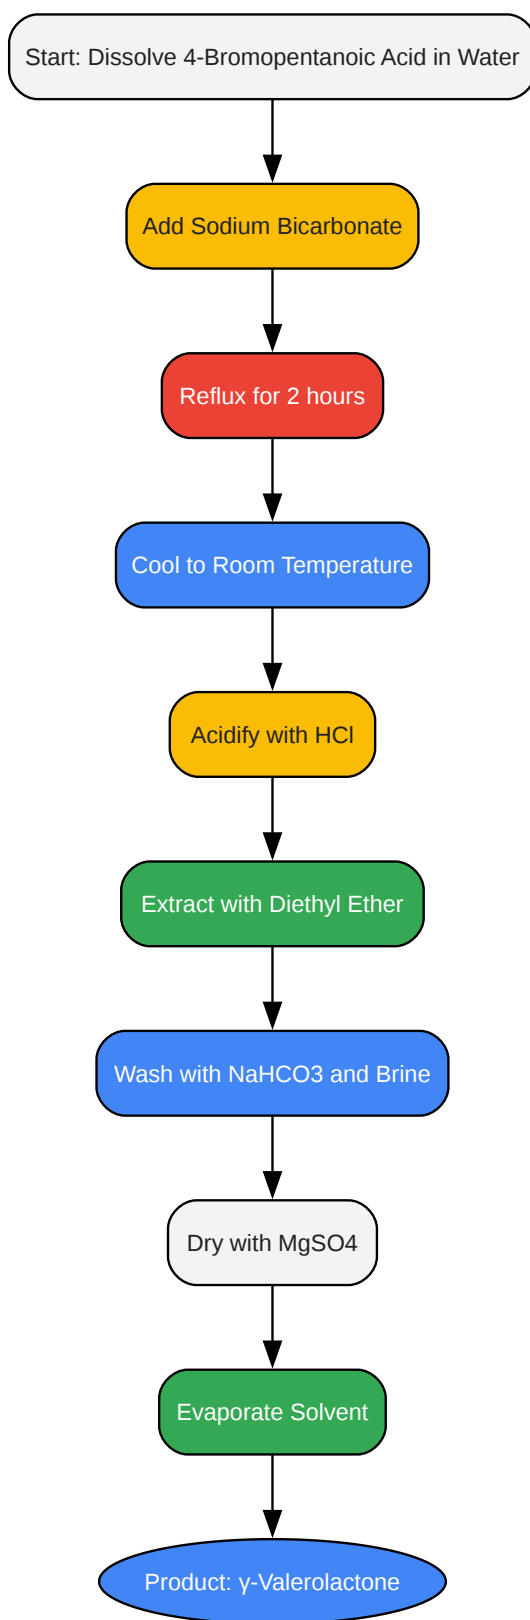 Start: Dissolve 4-Bromopentanoic Acid in Water
Add Sodium Bicarbonate
Reflux for 2 hours
Cool to Room Temperature
Acidify with HCl
Extract with Diethyl Ether
Wash with NaHCO3 and Brine
Dry with MgSO4
Evaporate Solvent
Product: γ-Valerolactone